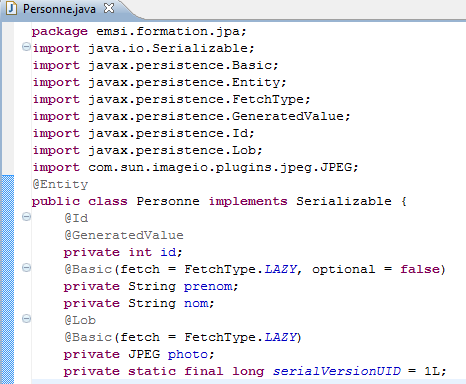 Personne.java
package emsi.formation.jpa;
import java.io.Serializable;
import javax.persistence.Basic;
import javax.persistence.Entity;
import javax.persistence.FetchType;
import javax.persistence.GeneratedValue;
import javax.persistence.Id;
import javax.persistence.Lob;
import com.sun.imageio.plugins.jpeg.JPEG;
@Entity
public class Personne implements Serializable {
@Id
@GeneratedValue
private int id;
@Basic(fetch = FetchType.LAZY, optional = false)
private String prenom;
private String nom;
@Lob
@Basic(fetch = FetchType.LAZY)
private JPEG photo;
private static final long serialVersionUID = 1L;